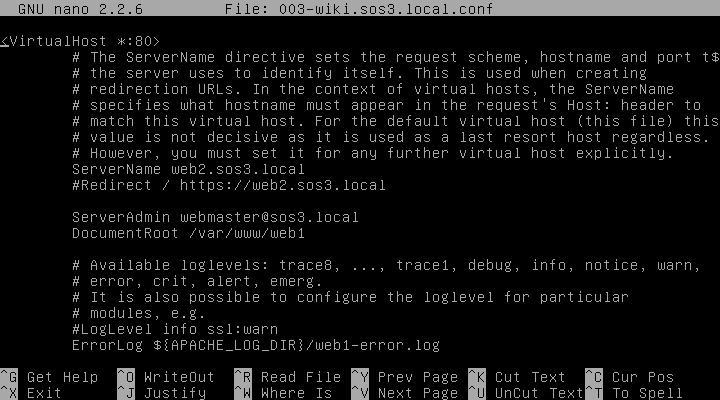 GNU nano 2.2.6 File: 003-wiki.sos3.local.conf
<VirtualHost *:80>
# The ServerName directive sets the request scheme, hostname and port t$
# the server uses to identify itself. This is used when creating
# redirection URLs. In the context of virtual hosts, the ServerName
# specifies what hostname must appear in the request's Host: header to
# match this virtual host. For the default virtual host (this file) this
# value is not decisive as it is used as a last resort host regardless.
# However, you must set it for any further virtual host explicitly.
ServerName web2.sos3.local
#Redirect / https://web2.sos3.local
ServerAdmin webmaster@sos3.local
DocumentRoot /var/www/web1
# Available loglevels: trace8, ..., trace1, debug, info, notice, warn,
# error, crit, alert, emerg.
# It is also possible to configure the loglevel for particular
# modules, e.g.
#LogLevel info ssl:warn
ErrorLog ${APACHE_LOG_DIR}/web1-error.log
^G Get Help ^O WriteOut ^R Read File ^Y Prev Page ^K Cut Text ^C Cur Pos
^X Exit ^J Justify ^W Where Is ^V Next Page ^U UnCut Text ^T To Spell